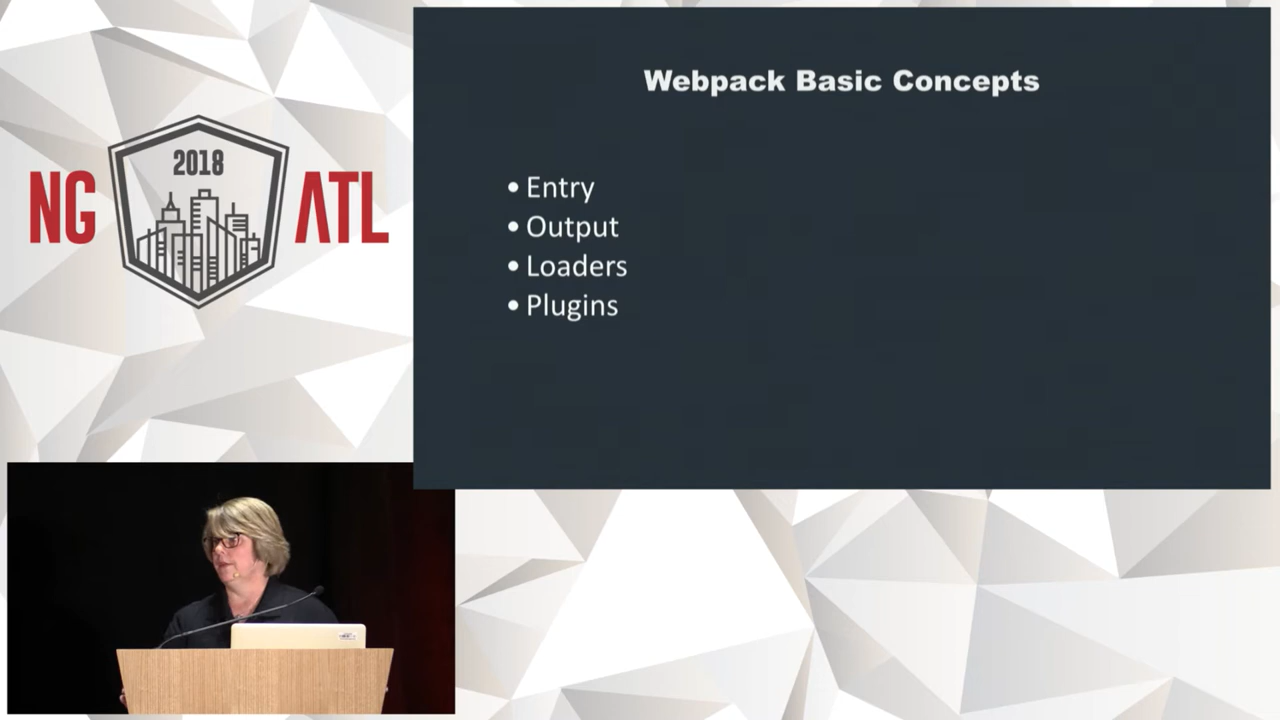 NG
2018
ATL
Webpack Basic Concepts
• Entry
• Output
• Loaders
• Plugins